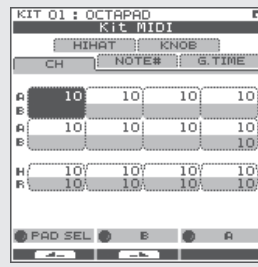 KIT 01 : OCTAPAD
Kit MIDI
HIHAT KNOB
CH NOTE# G.TIME
A 10 10 10 10
B
A 10 10 10 10
B 10
H 10 10 10 10
R 10 10 10 10
PAD SEL B A